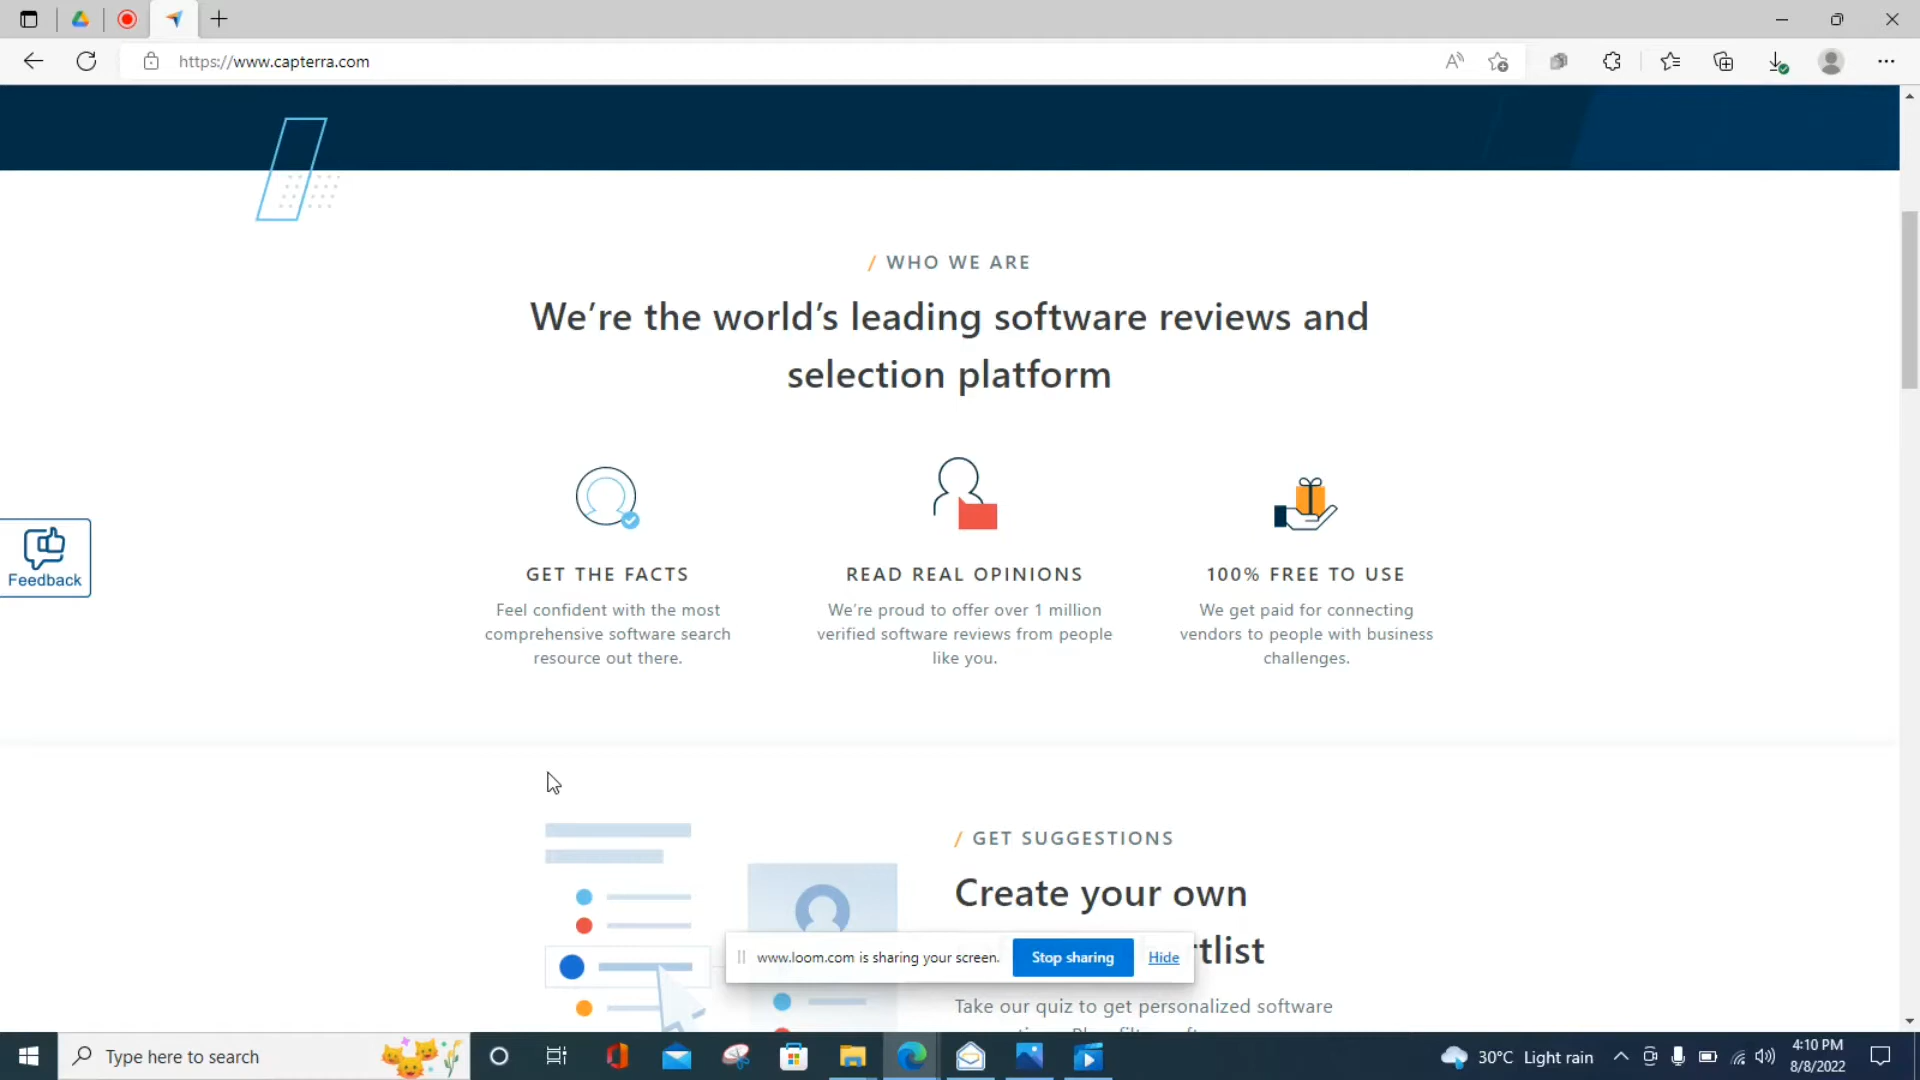 https://www.capterra.com
/ WHO WE ARE
We're the world's leading software reviews and
selection platform
GET THE FACTS
Feel confident with the most
comprehensive software search
resource out there.
READ REAL OPINIONS
We're proud to offer over 1 million
verified software reviews from people
like you.
100% FREE TO USE
We get paid for connecting
vendors to people with business
challenges.
Feedback
/ GET SUGGESTIONS
Create your own
tlist
www.loom.com is sharing your screen.
Stop sharing
Hide
Take our quiz to get personalized software
Type here to search
30°C Light rain
4:10 PM
8/8/2022